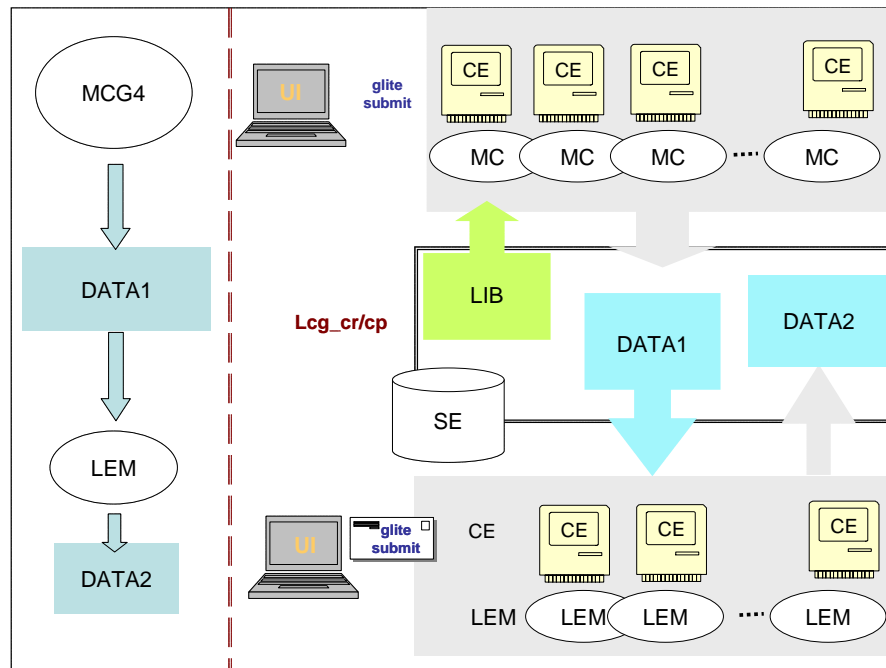 MCG4
DATA1
LEM
DATA2
UI
glite
submit
CE
CE
CE
CE
MC
MC
MC
MC
LIB
Lcg_cr/cp
DATA1
DATA2
SE
UI
glite
submit
CE
CE
CE
CE
LEM
LEM
LEM
LEM